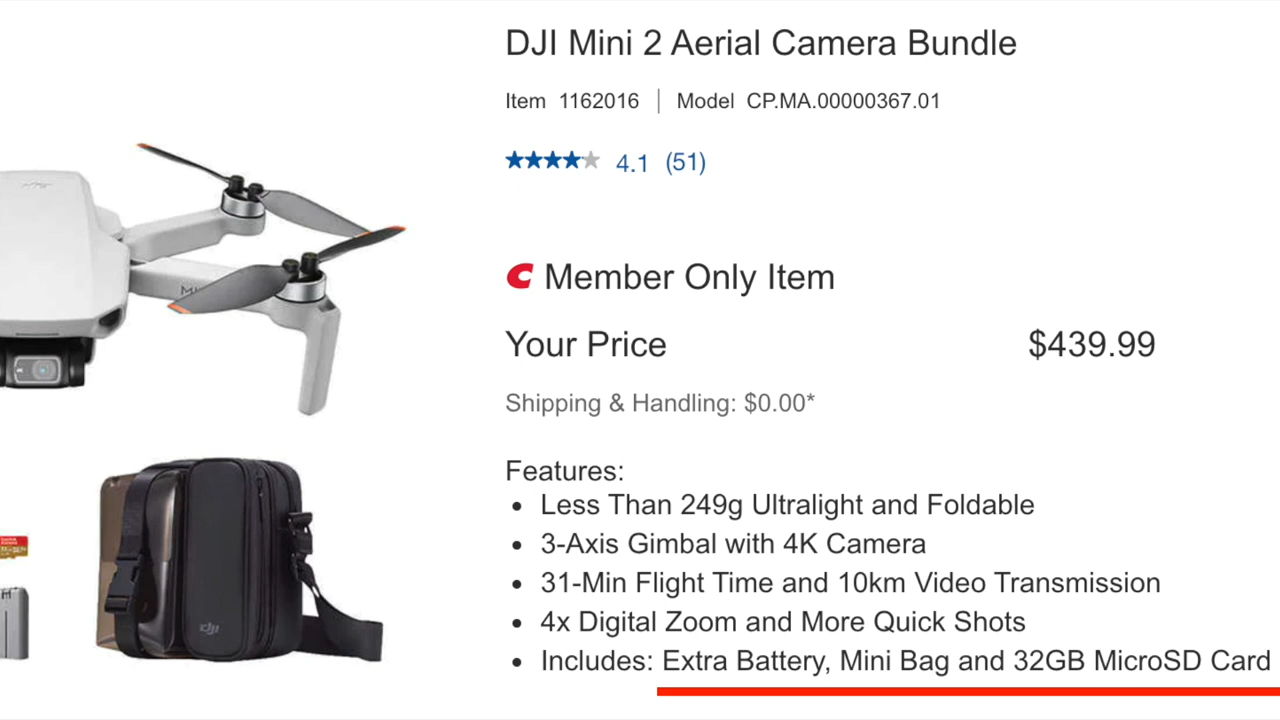 DJI Mini 2 Aerial Camera Bundle
Item 1162016 | Model CP.MA.00000367.01
4.1 (51)
Member Only Item
Your Price $439.99
Shipping & Handling: $0.00*
Features:
• Less Than 249g Ultralight and Foldable
• 3-Axis Gimbal with 4K Camera
• 31-Min Flight Time and 10km Video Transmission
• 4x Digital Zoom and More Quick Shots
• Includes: Extra Battery, Mini Bag and 32GB MicroSD Card
dji